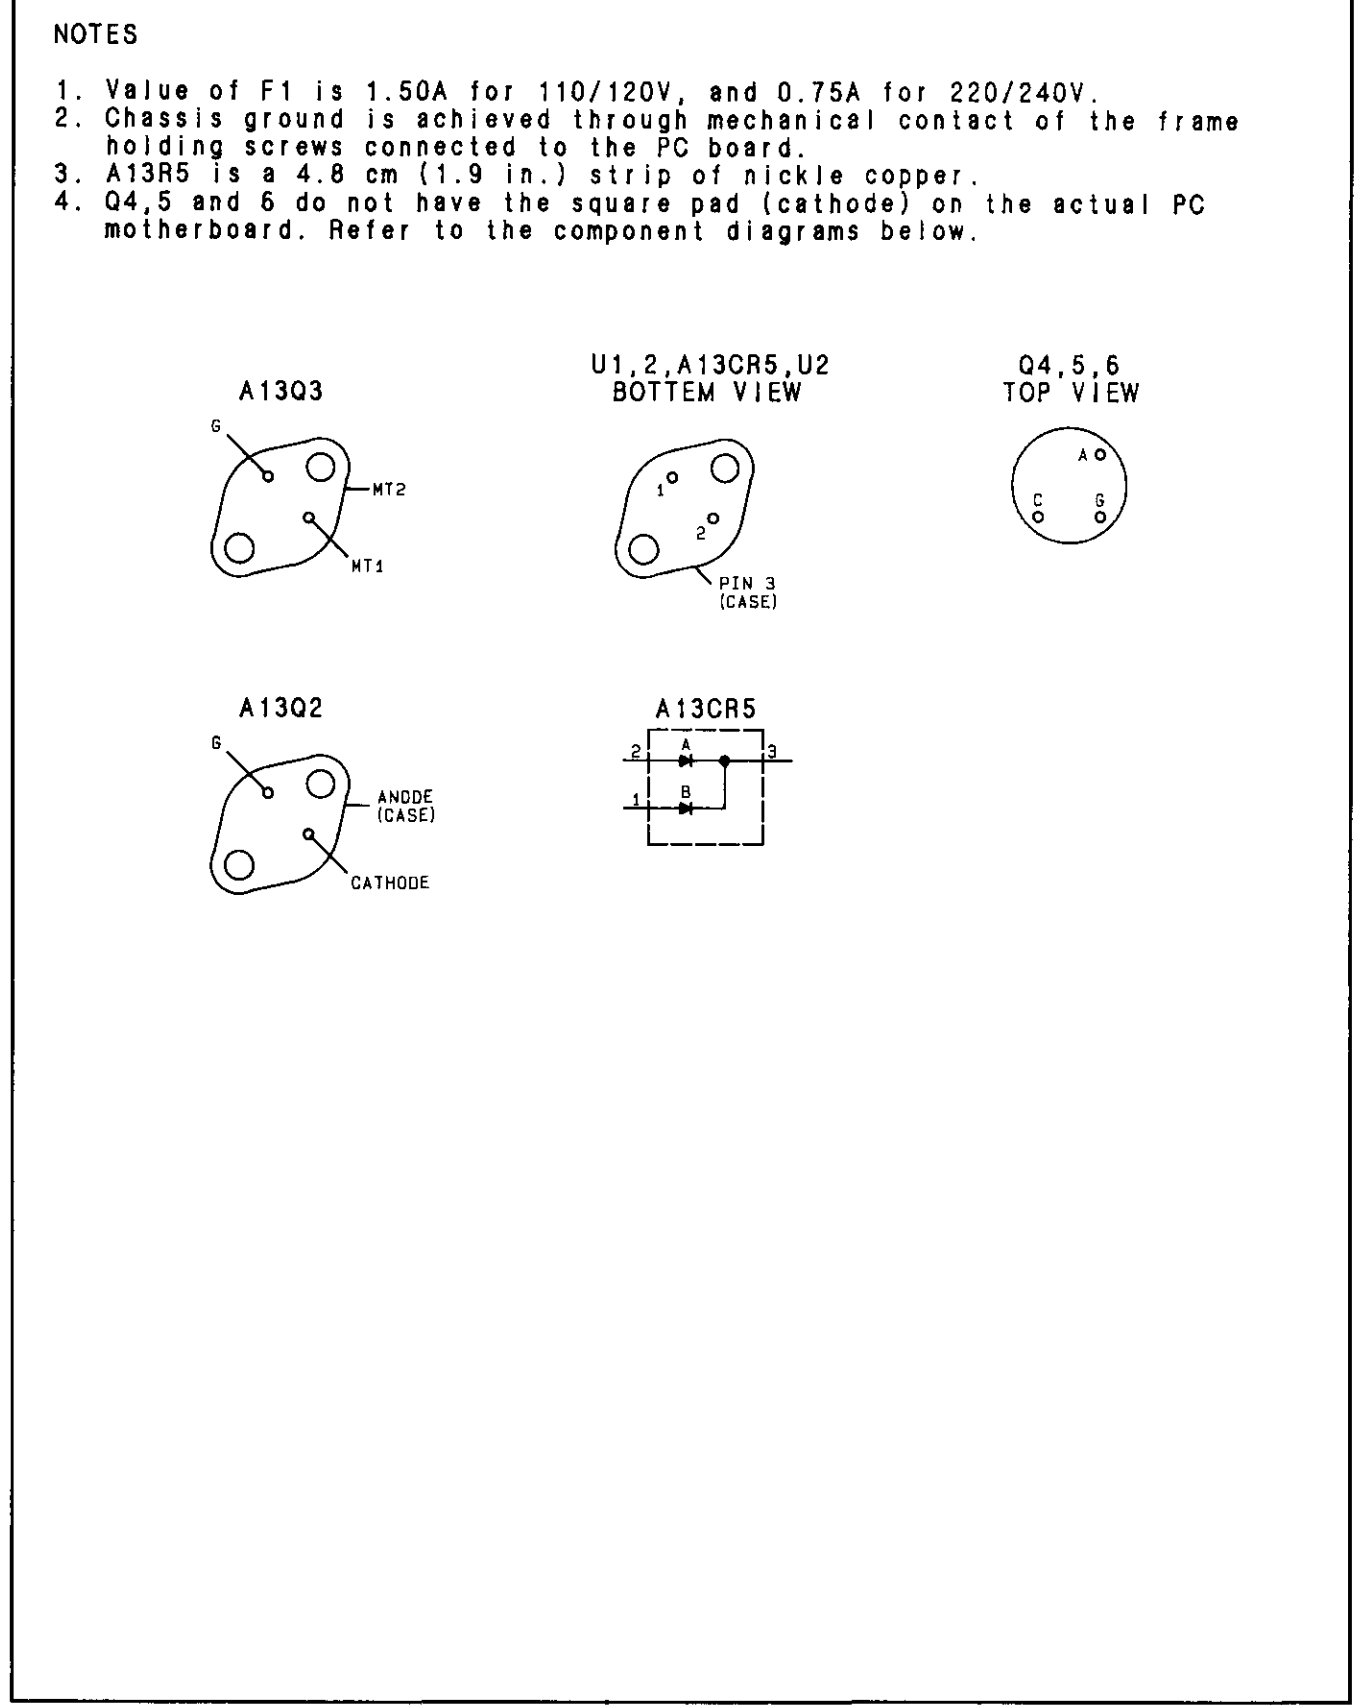 NOTES
1. Value of F1 is 1.50A for 110/120V, and 0.75A for 220/240V.
2. Chassis ground is achieved through mechanical contact of the frame
holding screws connected to the PC board.
3. A13R5 is a 4.8 cm (1.9 in.) strip of nickle copper.
4. Q4,5 and 6 do not have the square pad (cathode) on the actual PC
motherboard. Refer to the component diagrams below.
A13Q3
G
MT2
MT1
U1,2,A13CR5,U2
BOTTEM VIEW
1
2
PIN 3
(CASE)
Q4,5,6
TOP VIEW
A
C
G
A13Q2
G
ANODE
(CASE)
CATHODE
A13CR5
2
A
3
1
B